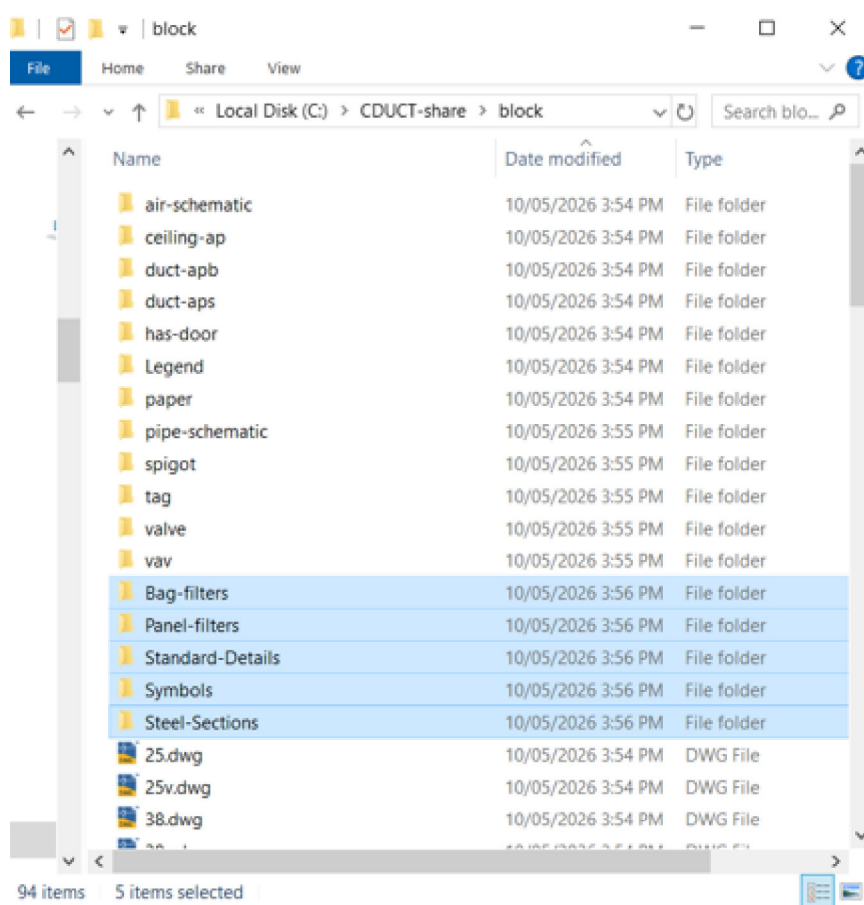 block
File Home Share View
« Local Disk (C:) > CDUCT-share > block Search blo...
Name Date modified Type
air-schematic 10/05/2026 3:54 PM File folder
ceiling-ap 10/05/2026 3:54 PM File folder
duct-apb 10/05/2026 3:54 PM File folder
duct-aps 10/05/2026 3:54 PM File folder
has-door 10/05/2026 3:54 PM File folder
Legend 10/05/2026 3:54 PM File folder
paper 10/05/2026 3:54 PM File folder
pipe-schematic 10/05/2026 3:55 PM File folder
spigot 10/05/2026 3:55 PM File folder
tag 10/05/2026 3:55 PM File folder
valve 10/05/2026 3:55 PM File folder
vav 10/05/2026 3:55 PM File folder
Bag-filters 10/05/2026 3:56 PM File folder
Panel-filters 10/05/2026 3:56 PM File folder
Standard-Details 10/05/2026 3:56 PM File folder
Symbols 10/05/2026 3:56 PM File folder
Steel-Sections 10/05/2026 3:56 PM File folder
25.dwg 10/05/2026 3:54 PM DWG File
25v.dwg 10/05/2026 3:54 PM DWG File
38.dwg 10/05/2026 3:54 PM DWG File
94 items 5 items selected